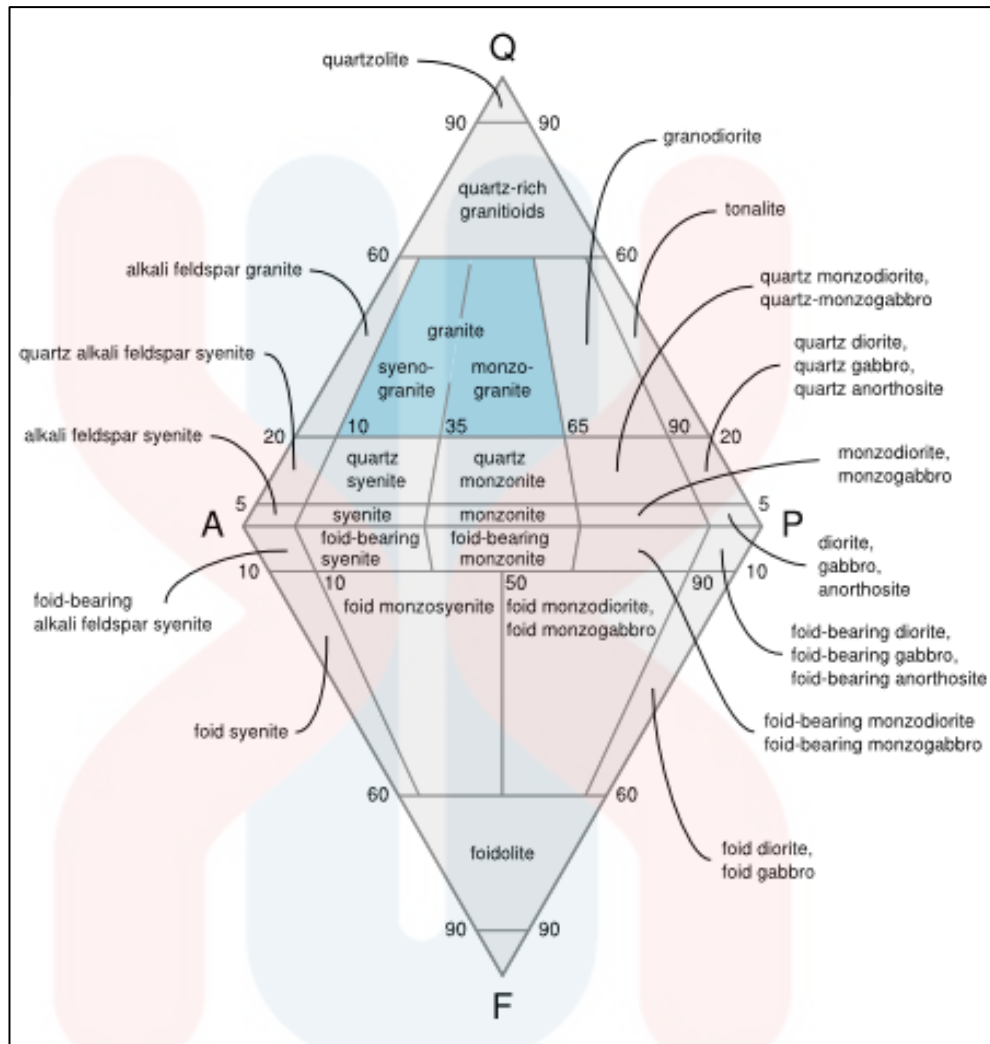 Q
quartzolite
90
90
granodiorite
quartz-rich
granitioids
tonalite
60
60
alkali feldspar granite
quartz monzodiorite,
quartz-monzogabbro
granite
quartz alkali feldspar syenite
syeno-
granite
monzo-
granite
quartz diorite,
quartz gabbro,
quartz anorthosite
alkali feldspar syenite
20
10
35
65
90
20
quartz
syenite
quartz
monzonite
monzodiorite,
monzogabbro
5
5
syenite
monzonite
A
P
foid-bearing
syenite
foid-bearing
monzonite
diorite,
gabbro,
anorthosite
10
10
50
90
10
foid-bearing
alkali feldspar syenite
foid monzosyenite
foid monzodiorite,
foid monzogabbro
foid-bearing diorite,
foid-bearing gabbro,
foid-bearing anorthosite
foid syenite
foid-bearing monzodiorite
foid-bearing monzogabbro
60
60
foidolite
foid diorite,
foid gabbro
90
90
F